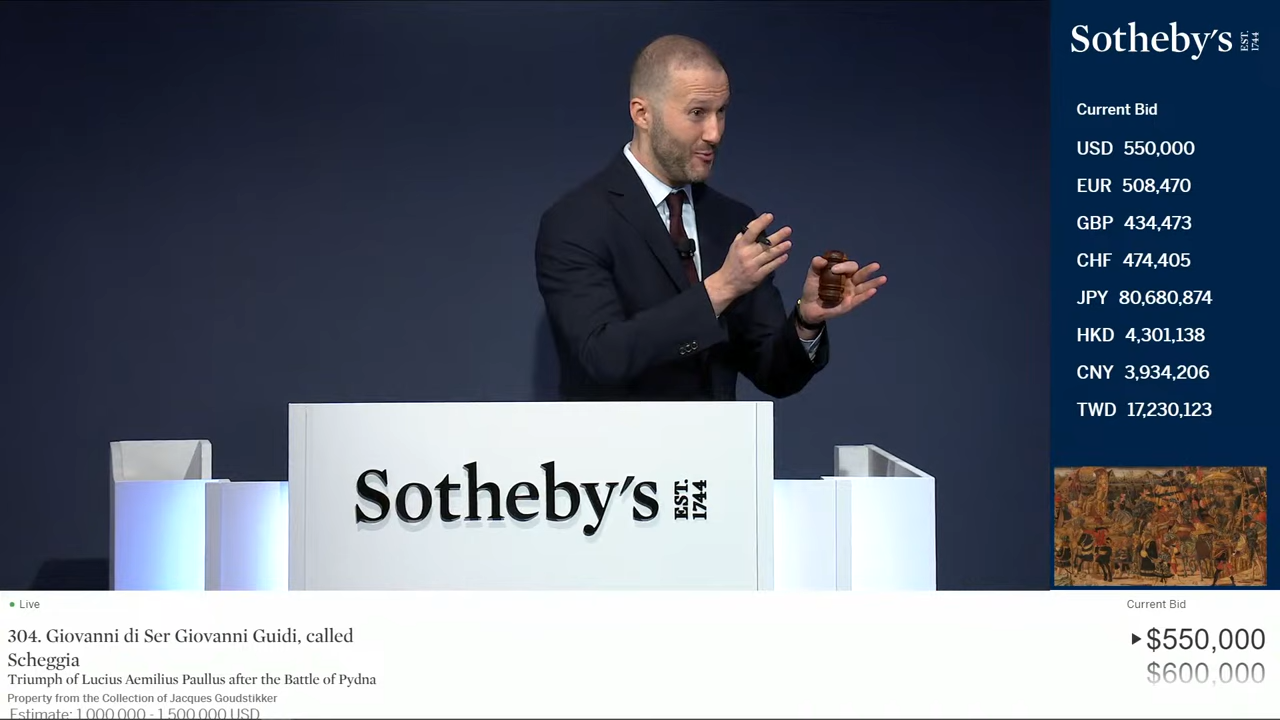 Sotheby's EST. 1744
Current Bid
USD 550,000
EUR 508,470
GBP 434,473
CHF 474,405
JPY 80,680,874
HKD 4,301,138
CNY 3,934,206
TWD 17,230,123
Sotheby's EST. 1744
Live
304. Giovanni di Ser Giovanni Guidi, called
Scheggia
Triumph of Lucius Aemilius Paullus after the Battle of Pydna
Property from the Collection of Jacques Goudstikker
Estimate: 1,000,000 - 1,500,000 USD
Current Bid
$550,000
$600,000